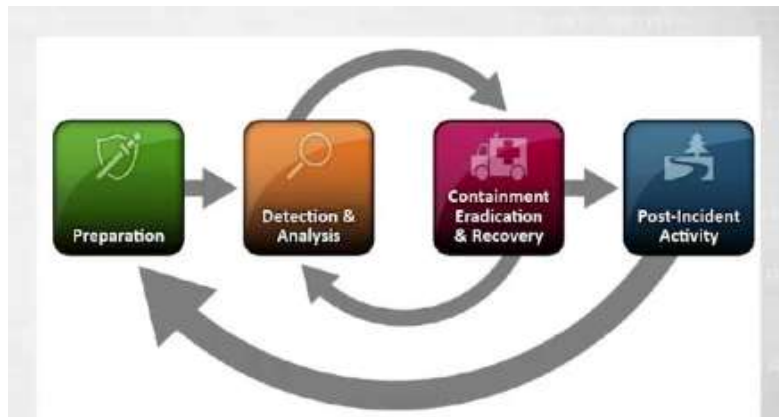 Preparation
Detection &
Analysis
Containment
Eradication
& Recovery
Post-Incident
Activity